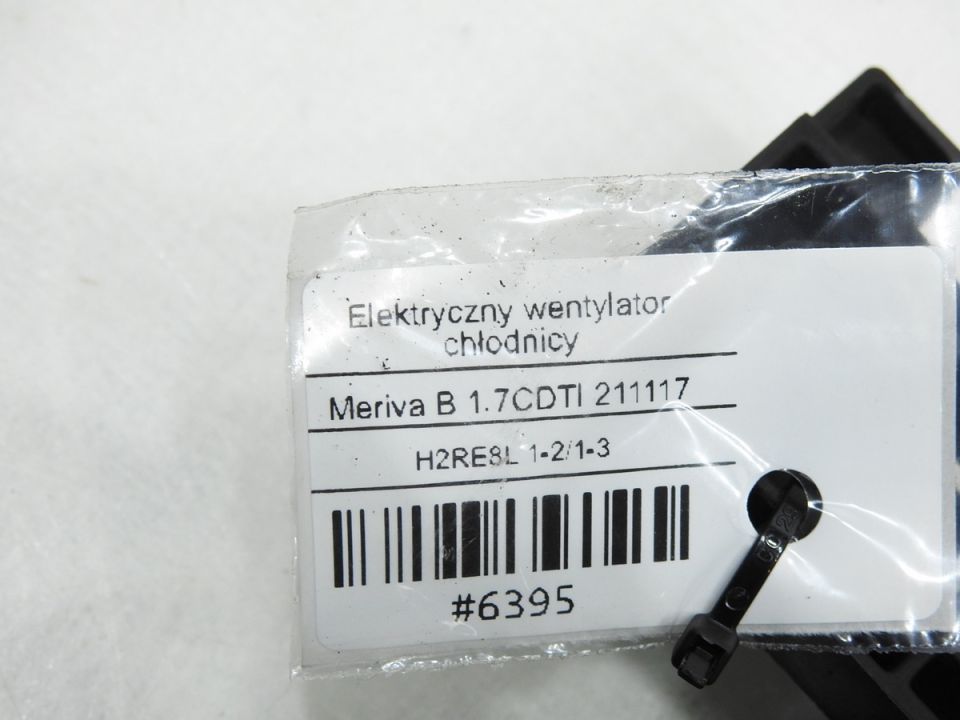 Elektryczny wentylator
chłodnicy
Meriva B 1.7CDTI 211117
H2RE8L 1-2/1-3
#6395